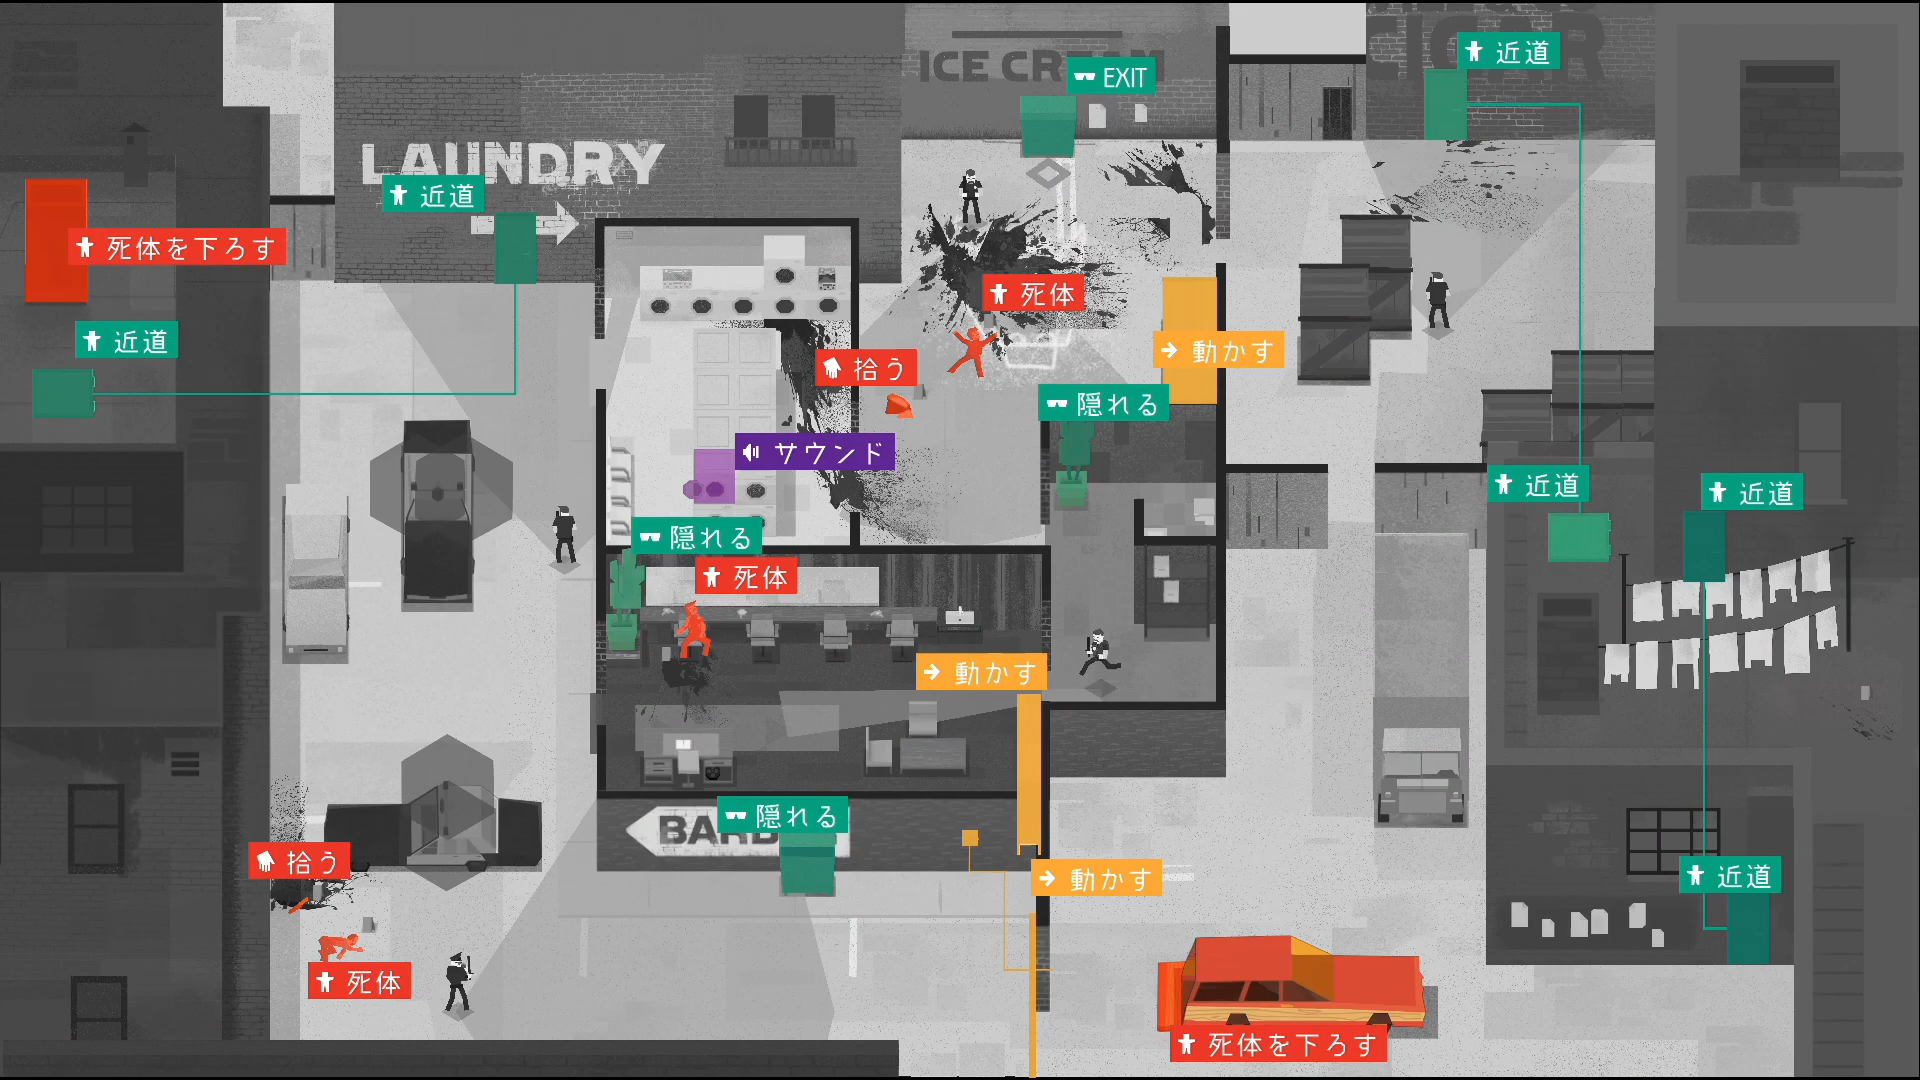 近道
ICE CR
EXIT
LAUNDRY
近道
死体を下ろす
死体
近道
動かす
拾う
隠れる
サウンド
近道
近道
隠れる
死体
動かす
隠れる
BARB
拾う
近道
動かす
死体
死体を下ろす